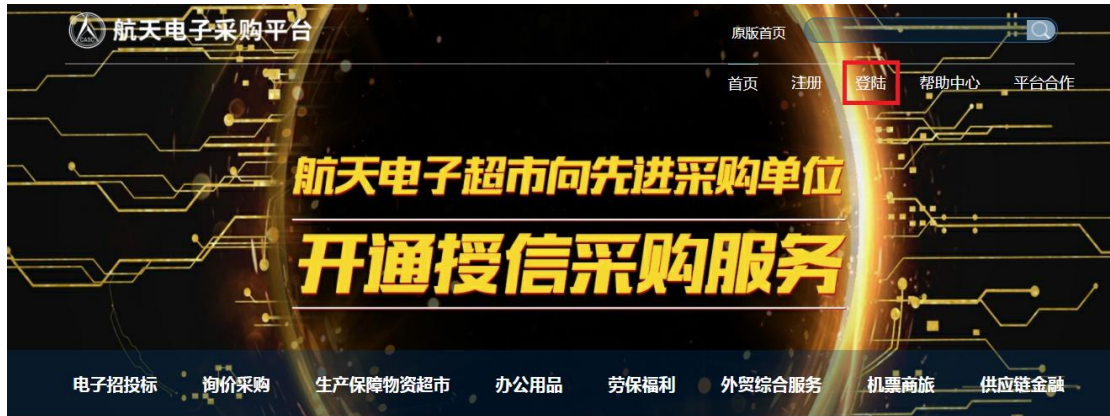 CASC 航天电子采购平台
原版首页
首页 注册 登陆 帮助中心 平台合作
航天电子超市向先进采购单位
开通授信采购服务
电子招投标 询价采购 生产保障物资超市 办公用品 劳保福利 外贸综合服务 机票商旅 供应链金融